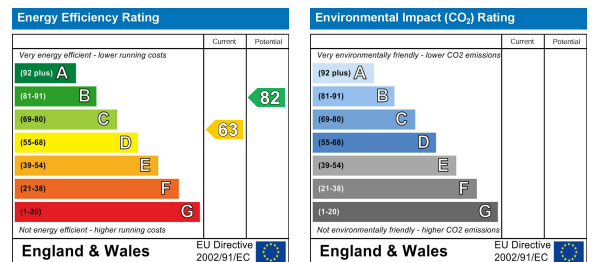 Energy Efficiency Rating
Current Potential
Very energy efficient - lower running costs
(92 plus) A
(81-91) B
82
(69-80) C
63
(55-68) D
(39-54) E
(21-38) F
(1-20) G
Not energy efficient - higher running costs
England & Wales
EU Directive
2002/91/EC
Environmental Impact (CO₂) Rating
Current Potential
Very environmentally friendly - lower CO2 emissions
(92 plus) A
(81-91) B
(69-80) C
(55-68) D
(39-54) E
(21-38) F
(1-20) G
Not environmentally friendly - higher CO2 emissions
England & Wales
EU Directive
2002/91/EC